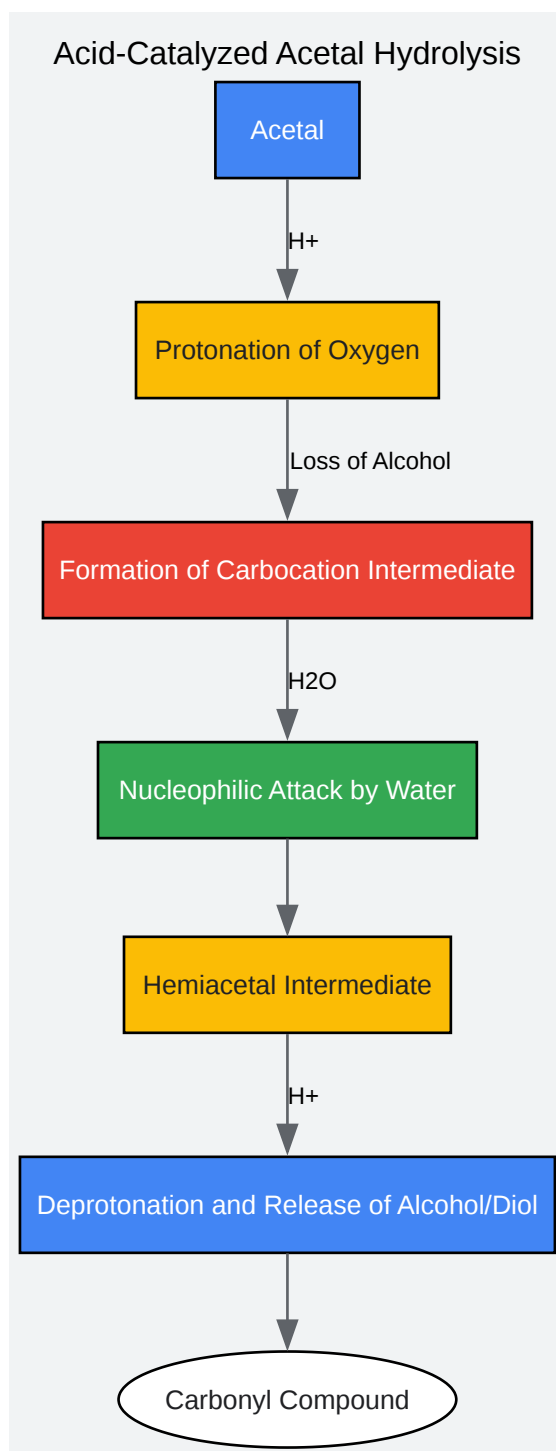 Acid-Catalyzed Acetal Hydrolysis
Acetal
H+
Protonation of Oxygen
Loss of Alcohol
Formation of Carbocation Intermediate
H2O
Nucleophilic Attack by Water
Hemiacetal Intermediate
H+
Deprotonation and Release of Alcohol/Diol
Carbonyl Compound